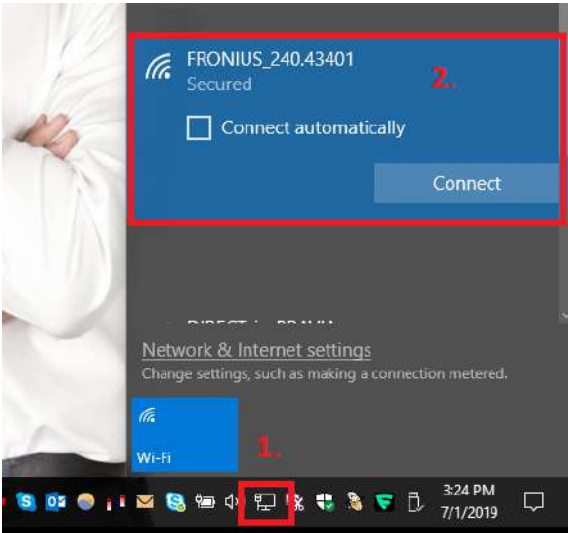 FRONIUS_240.43401
Secured
2.
Connect automatically
Connect
Network & Internet settings
Change settings, such as making a connection metered.
Wi-Fi
1.
3:24 PM
7/1/2019